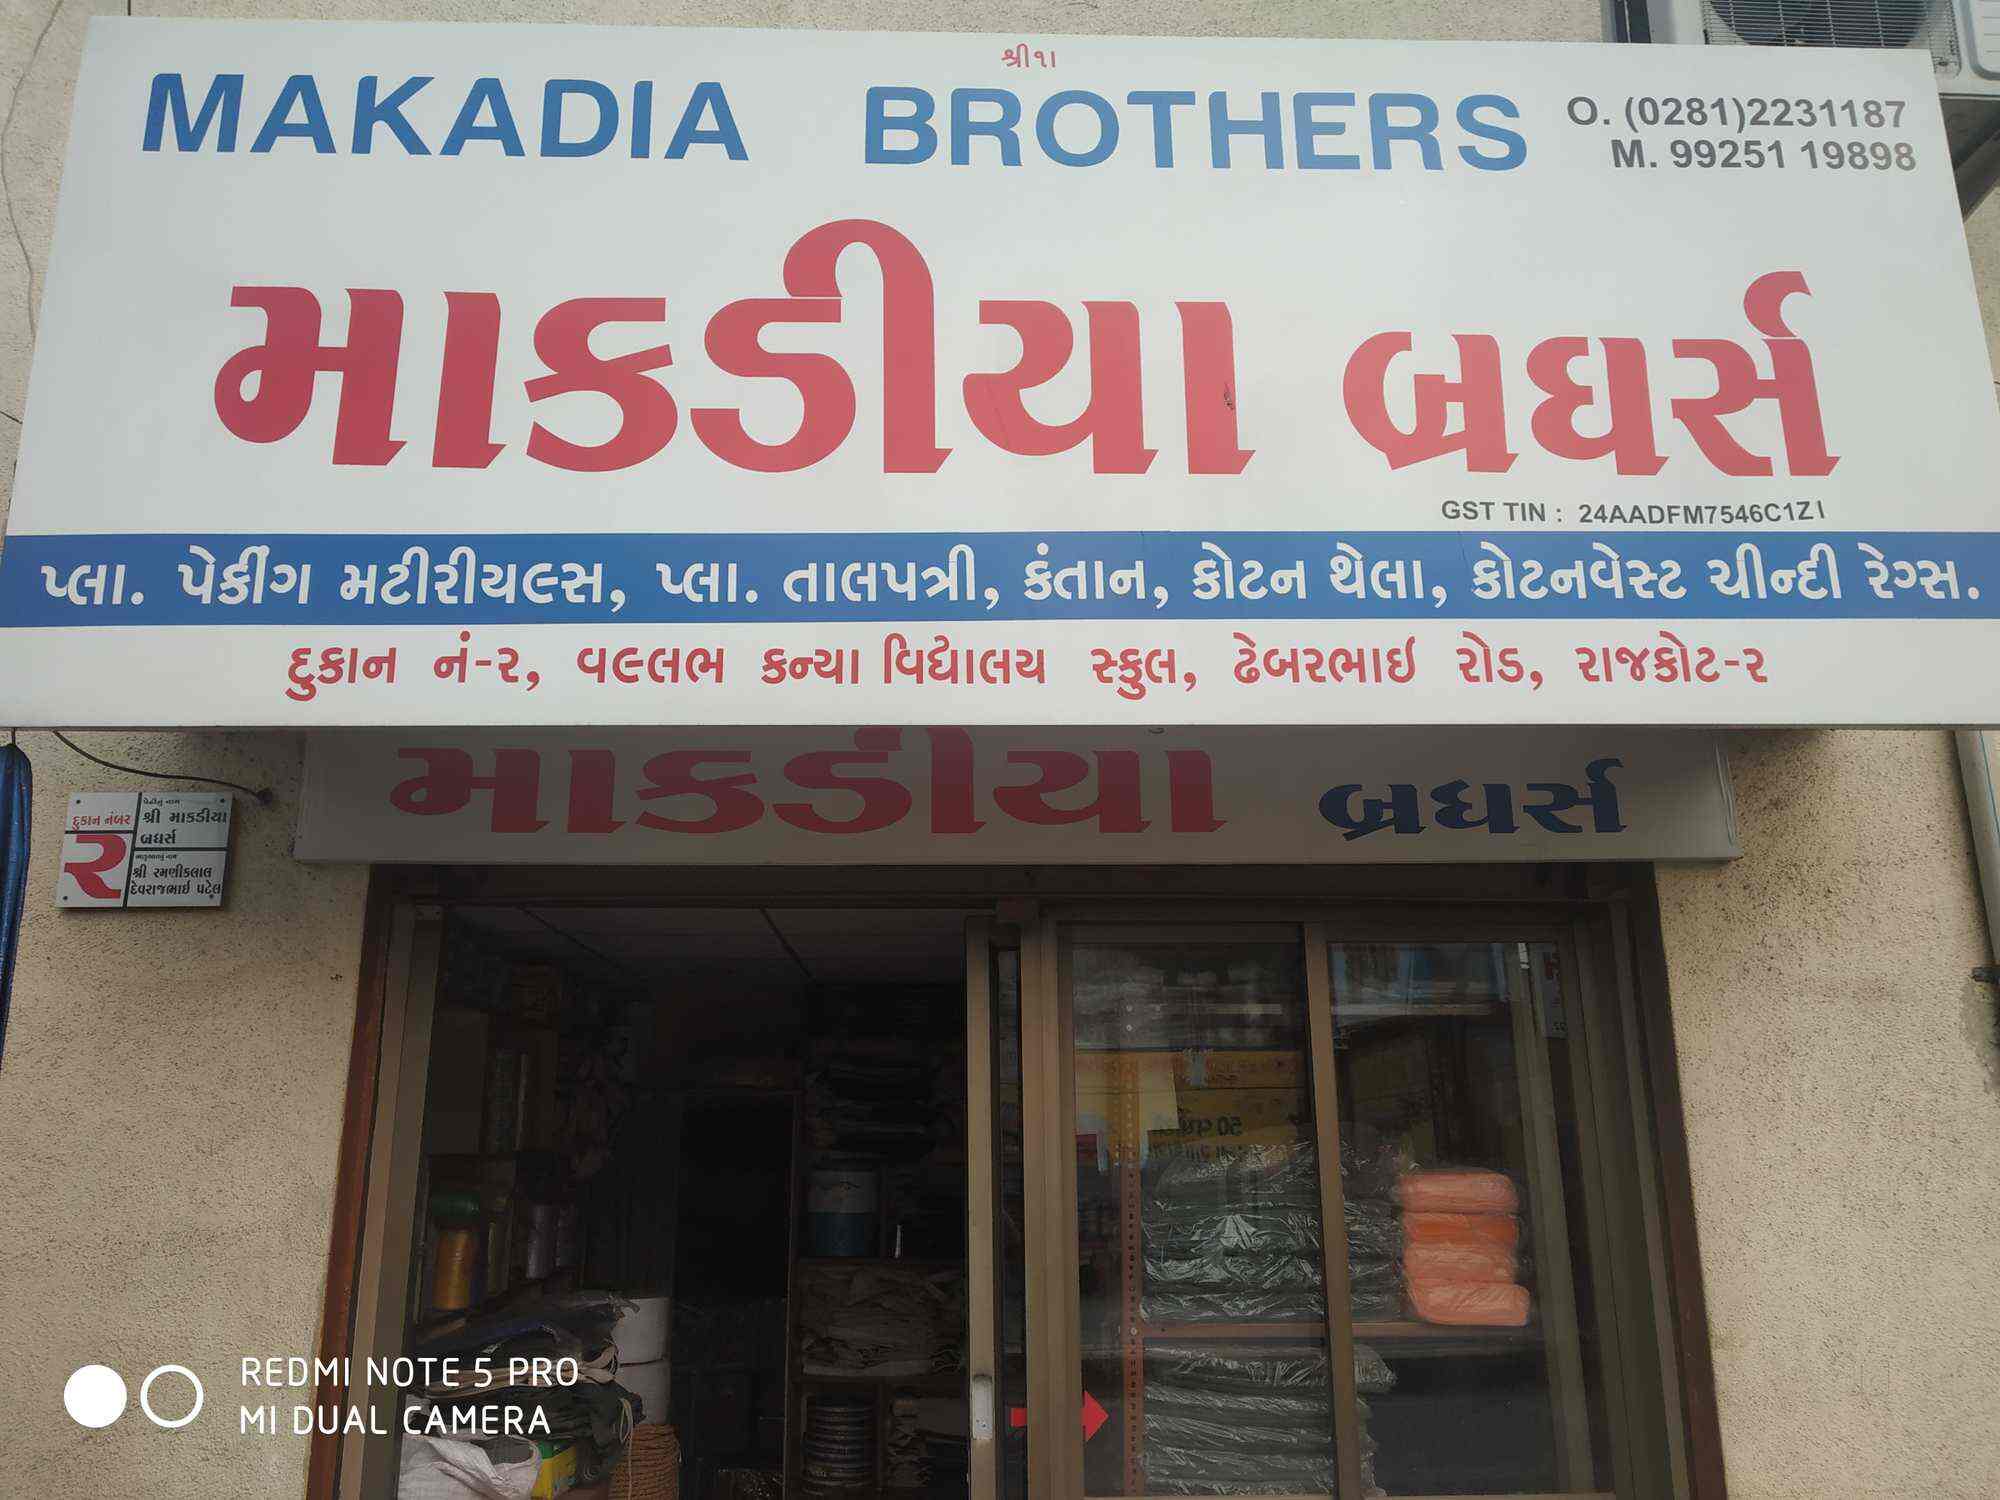 શ્રી૧ા
MAKADIA BROTHERS
O. (0281)2231187
M. 99251 19898
માકડીયા બ્રધર્સ
GST TIN : 24AADFM7546C1ZI
પ્લા. પેકીંગ મટીરીયલ્સ, પ્લા. તાલપત્રી, કંતાન, કોટન થેલા, કોટનવેસ્ટ ચીન્દી રેગ્સ.
દુકાન નં-૨, વલ્લભ કન્યા વિદ્યાલય સ્કુલ, ઢેબરભાઈ રોડ, રાજકોટ-૨
માકડીયા બ્રધર્સ
દુકાન નંબર
૨
પેઢીનું નામ
શ્રી માકડીયા
બ્રધર્સ
શ્રી રમણીકલાલ
દેવરાજભાઈ પટેલ
REDMI NOTE 5 PRO
MI DUAL CAMERA